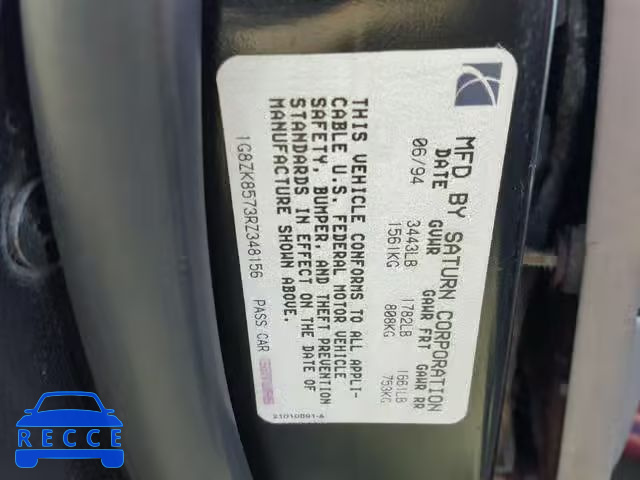 MFD BY SATURN CORPORATION
DATE GVWR GAWR FRT GAWR RR
06/94 3443LB 1782LB 1661LB
1561KG 808KG 753KG
THIS VEHICLE CONFORMS TO ALL APPLI-
CABLE U.S. FEDERAL MOTOR VEHICLE
SAFETY, BUMPER, AND THEFT PREVENTION
STANDARDS IN EFFECT ON THE DATE OF
MANUFACTURE SHOWN ABOVE.
1G8ZK8573RZ348156 PASS CAR
21010891-A
RECCE